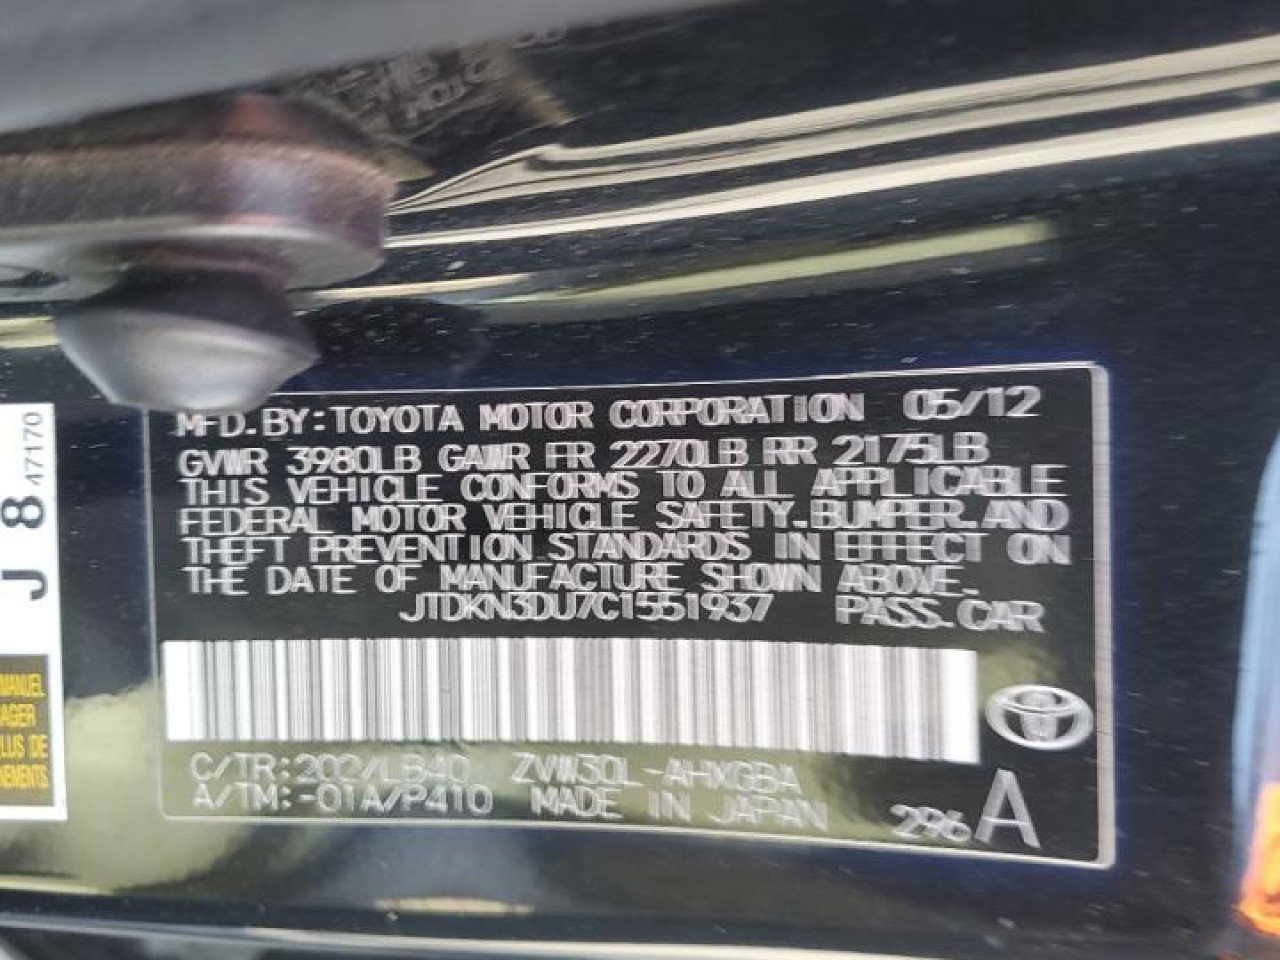 MFD.BY:TOYOTA MOTOR CORPORATION 05/12
GVWR 3980LB GAWR FR 2270LB RR 2175LB
THIS VEHICLE CONFORMS TO ALL APPLICABLE
FEDERAL MOTOR VEHICLE SAFETY.BUMPER.AND
THEFT PREVENTION STANDARDS IN EFFECT ON
THE DATE OF MANUFACTURE SHOWN ABOVE.
JTDKN3DU7C1551937 PASS.CAR
C/TR:202/LB40 ZVW30L-AHXGBA
A/TM:-01A/P410 MADE IN JAPAN 296 A
J 8 47170
MANUEL
LUS DE